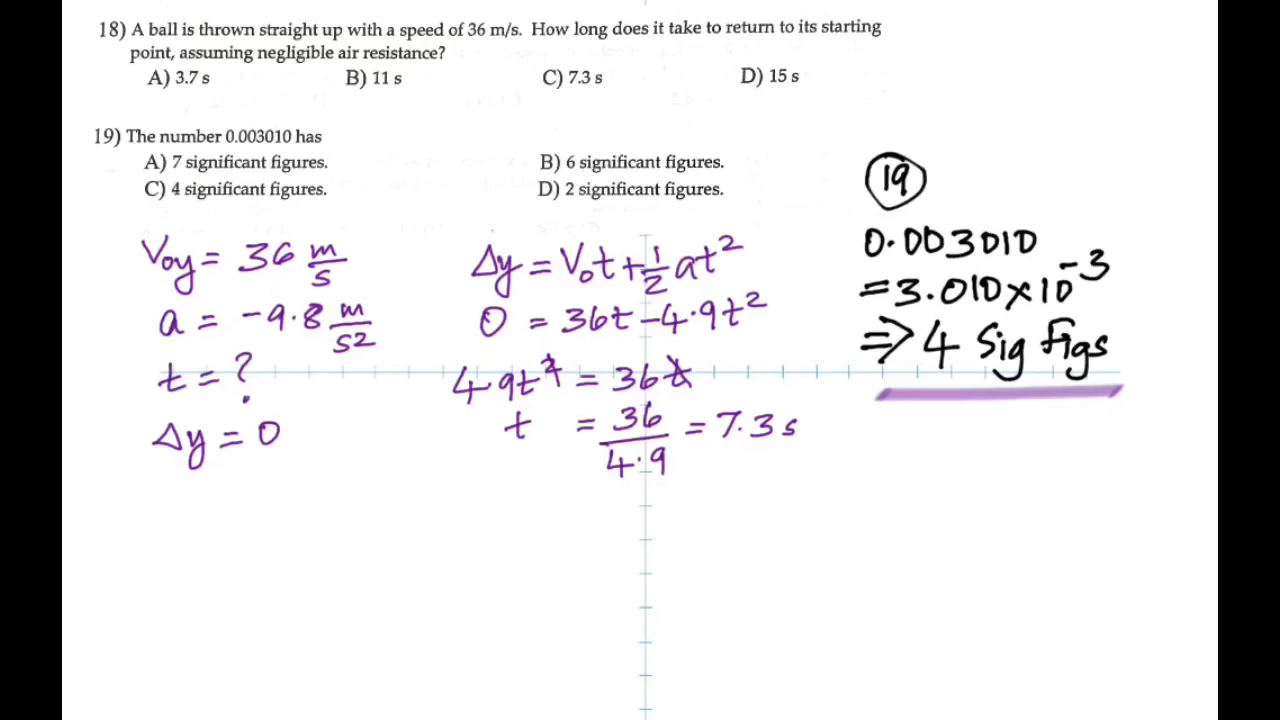 18) A ball is thrown straight up with a speed of 36 m/s. How long does it take to return to its starting
point, assuming negligible air resistance?
A) 3.7 s B) 11 s C) 7.3 s D) 15 s
19) The number 0.003010 has
A) 7 significant figures. B) 6 significant figures.
C) 4 significant figures. D) 2 significant figures.
Voy = 36 m/s
a = -9.8 m/s2
t = ?
Δy = 0
Δy = Vot + 1/2 at2
0 = 36t - 4.9t2
4.9t2 = 36t
t = 36/4.9 = 7.3 s
19
0.003010
= 3.010 x 10-3
=> 4 Sig figs